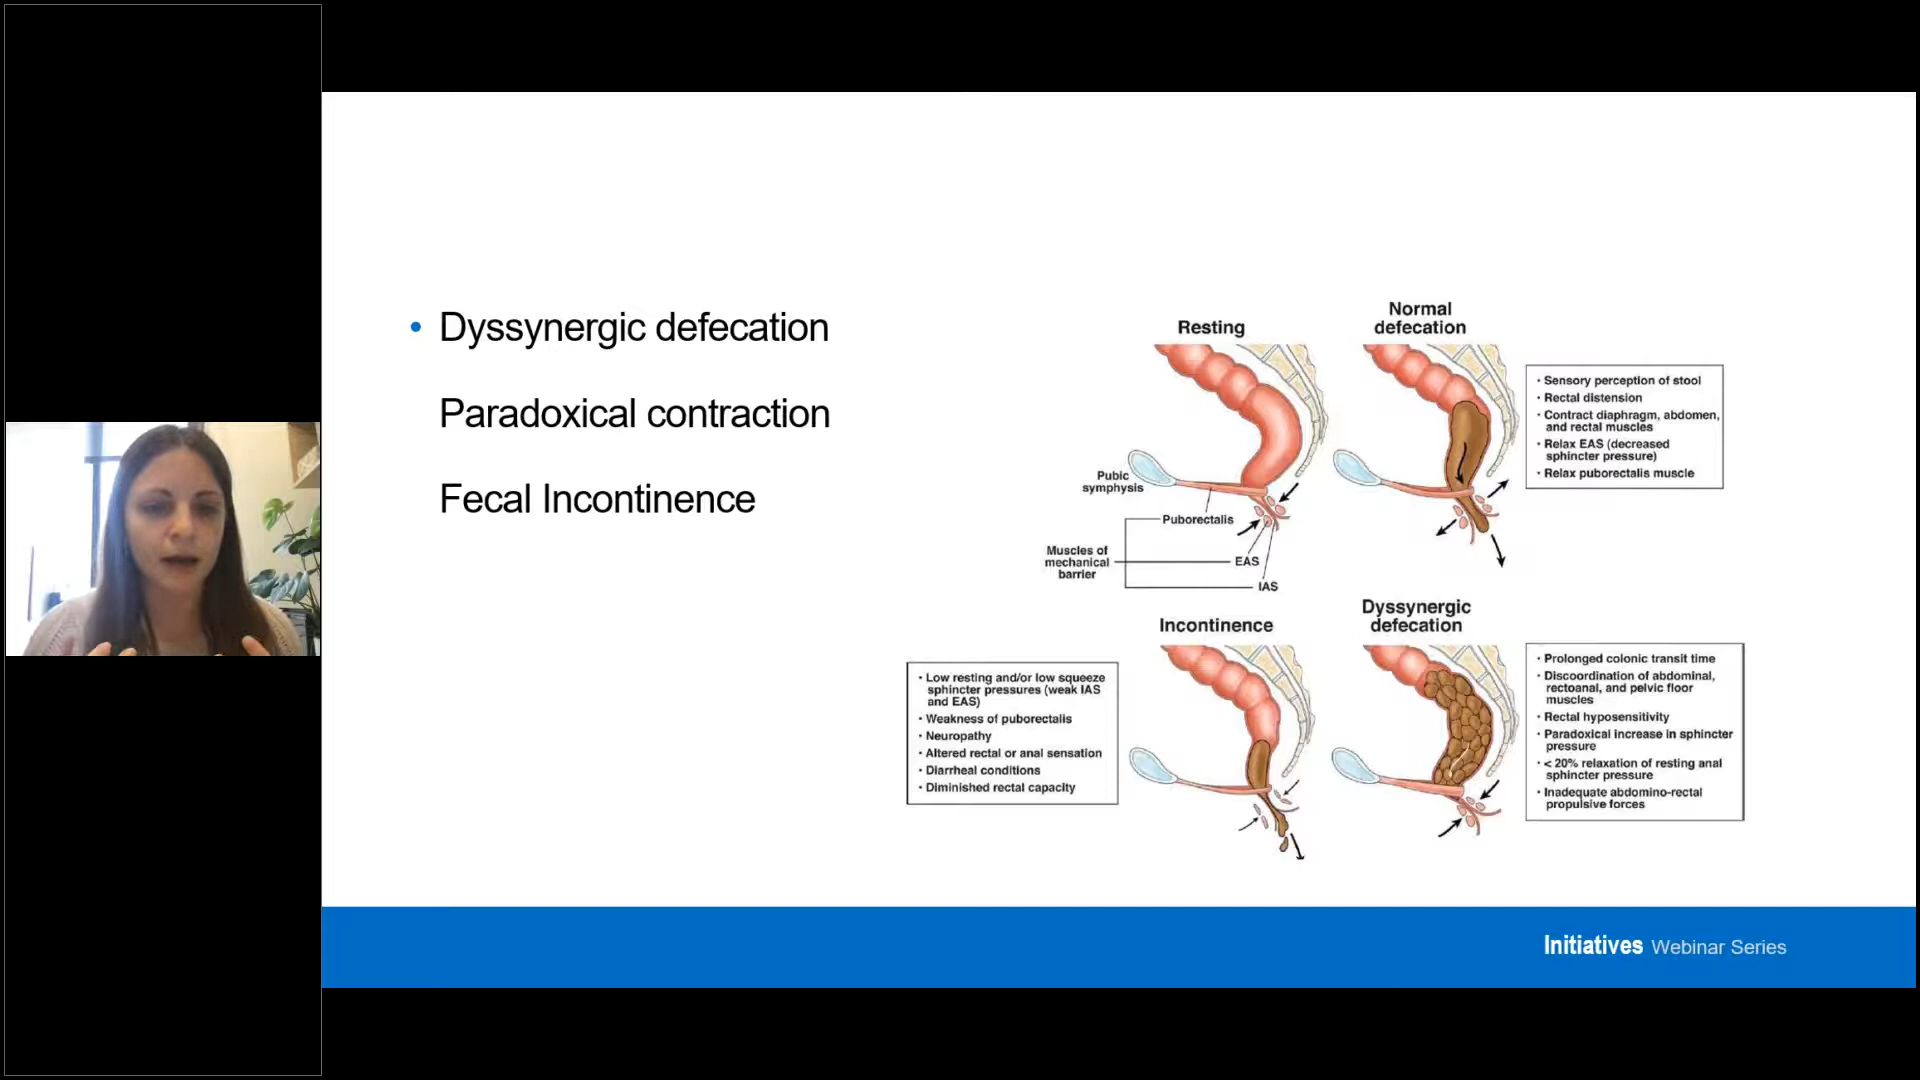 • Dyssynergic defecation
Paradoxical contraction
Fecal Incontinence
Resting
Pubic
symphysis
Puborectalis
Muscles of
mechanical
barrier
EAS
IAS
Normal
defecation
• Sensory perception of stool
• Rectal distension
• Contract diaphragm, abdomen,
and rectal muscles
• Relax EAS (decreased
sphincter pressure)
• Relax puborectalis muscle
Incontinence
• Low resting and/or low squeeze
sphincter pressures (weak IAS
and EAS)
• Weakness of puborectalis
• Neuropathy
• Altered rectal or anal sensation
• Diarrheal conditions
• Diminished rectal capacity
Dyssynergic
defecation
• Prolonged colonic transit time
• Discoordination of abdominal,
rectoanal, and pelvic floor
muscles
• Rectal hyposensitivity
• Paradoxical increase in sphincter
pressure
• < 20% relaxation of resting anal
sphincter pressure
• Inadequate abdomino-rectal
propulsive forces
Initiatives Webinar Series